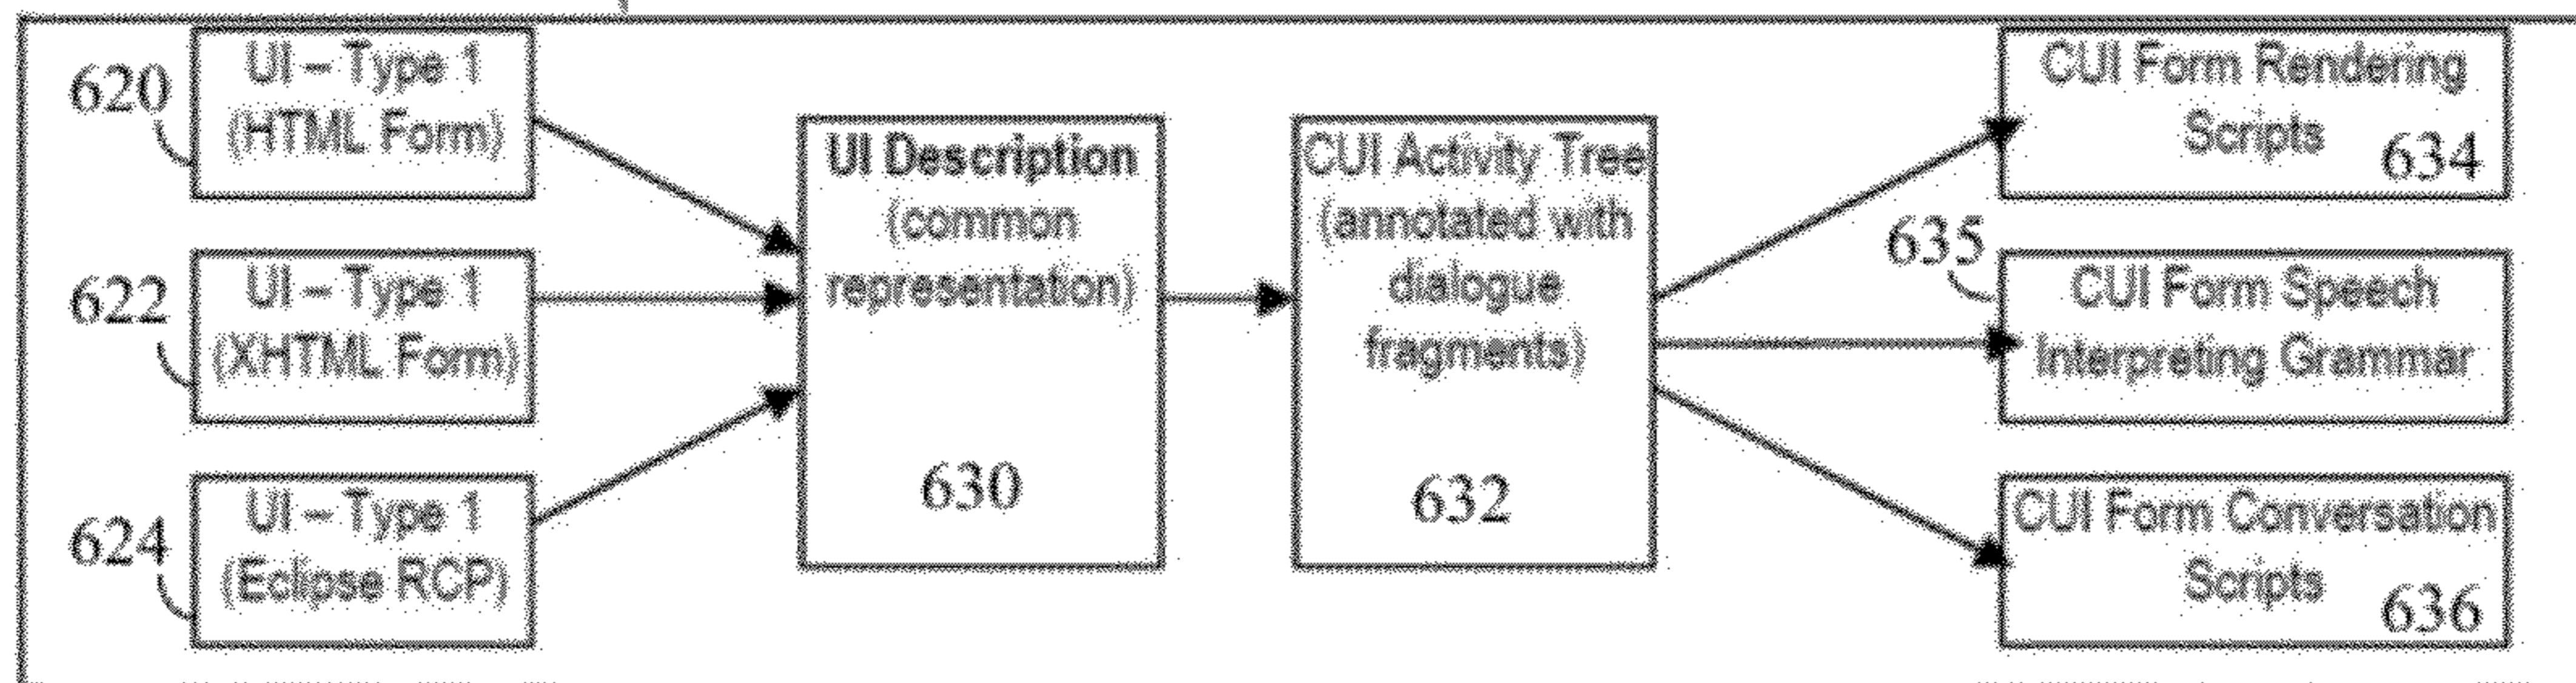 620
UI – Type 1
(HTML Form)
622
UI – Type 1
(XHTML Form)
624
UI – Type 1
(Eclipse RCP)
UI Description
(common
representation)
630
CUI Activity Tree
(annotated with
dialogue
fragments)
632
CUI Form Rendering
Scripts
634
635
CUI Form Speech
Interpreting Grammar
CUI Form Conversation
Scripts
636